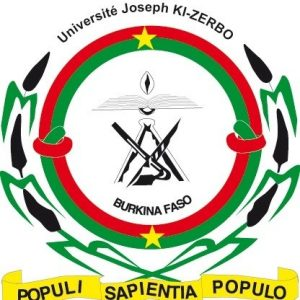 Université Joseph KI-ZERBO
BURKINA FASO
POPULI SAPIENTIA POPULO